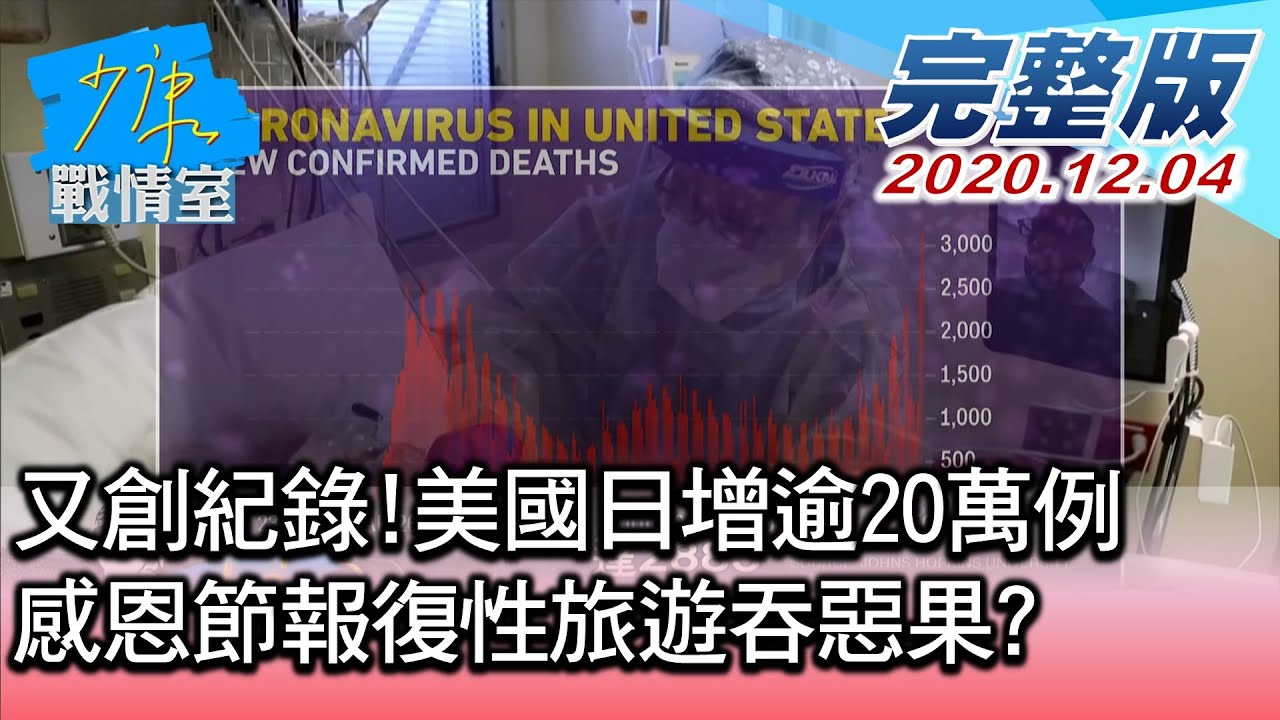 少康
戰情室
完整版
2020.12.04
RONAVIRUS IN UNITED STATE
EW CONFIRMED DEATHS
3,000
2,500
2,000
1,500
1,000
500
又創紀錄!美國日增逾20萬例
感恩節報復性旅遊吞惡果?